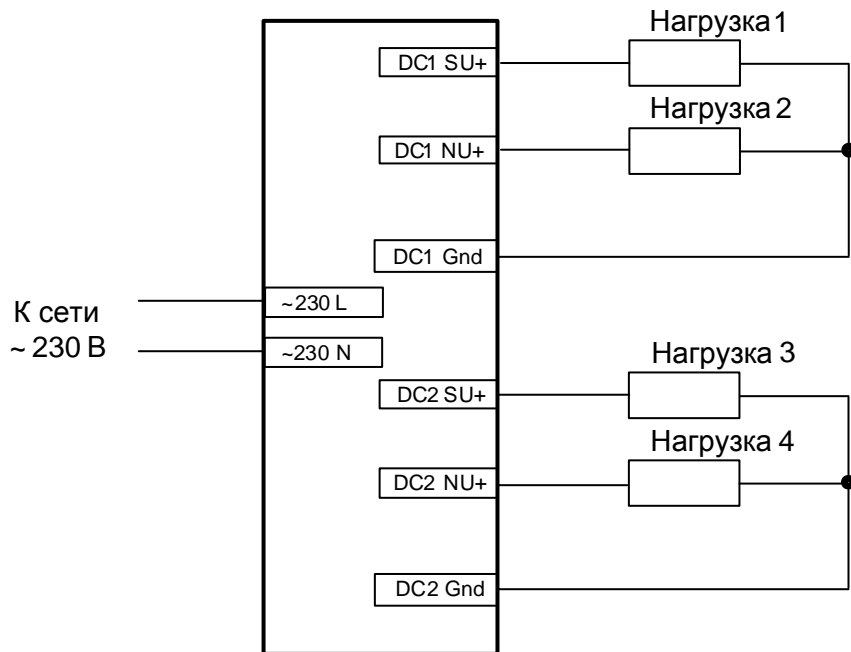 Нагрузка 1
DC1 SU+
Нагрузка 2
DC1 NU+
DC1 Gnd
К сети
~ 230 В
~230 L
~230 N
Нагрузка 3
DC2 SU+
Нагрузка 4
DC2 NU+
DC2 Gnd